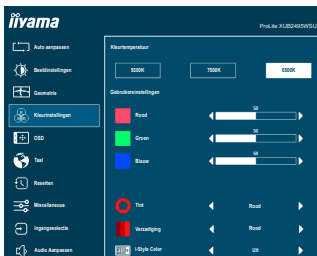 iiyama
ProLite XUB2495WSU
Auto aanpassen
Beeldinstellingen
Geometrie
Kleurinstellingen
OSD
Taal
Resetten
Miscellaneous
Ingangsselectie
Audio Aanpassen
Kleurtemperatuur
9300K
7500K
6500K
Gebruikersinstellingen
Rood
50
Groen
50
Blauw
50
Tint
Rood
Verzadiging
Rood
i-Style Color
Uit